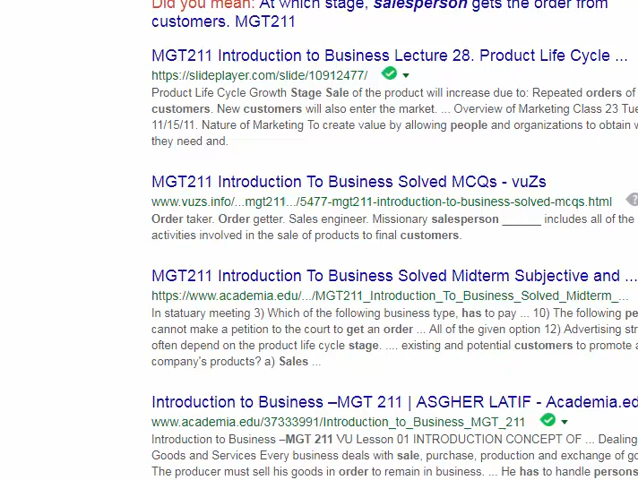 Did you mean: At which stage, salesperson gets the order from
customers. MGT211
MGT211 Introduction to Business Lecture 28. Product Life Cycle ...
https://slideplayer.com/slide/10912477/
Product Life Cycle Growth Stage Sale of the product will increase due to: Repeated orders of
customers. New customers will also enter the market. ... Overview of Marketing Class 23 Tue
11/15/11. Nature of Marketing To create value by allowing people and organizations to obtain
they need and.
MGT211 Introduction To Business Solved MCQs - vuZs
www.vuzs.info/...mgt211.../5477-mgt211-introduction-to-business-solved-mcqs.html
Order taker. Order getter. Sales engineer. Missionary salesperson ______ includes all of the
activities involved in the sale of products to final customers.
MGT211 Introduction To Business Solved Midterm Subjective and ...
https://www.academia.edu/.../MGT211_Introduction_To_Business_Solved_Midterm_...
In statuary meeting 3) Which of the following business type, has to pay ... 10) The following
cannot make a petition to the court to get an order ... All of the given option 12) Advertising
often depend on the product life cycle stage. .... existing and potential customers to promote a
company's products? a) Sales ...
Introduction to Business –MGT 211 | ASGHER LATIF - Academia.ed
www.academia.edu/37333991/Introduction_to_Business_MGT_211
Introduction to Business –MGT 211 VU Lesson 01 INTRODUCTION CONCEPT OF ... Dealing
Goods and Services Every business deals with sale, purchase, production and exchange of
The producer must sell his goods in order to remain in business. ... He has to handle persons